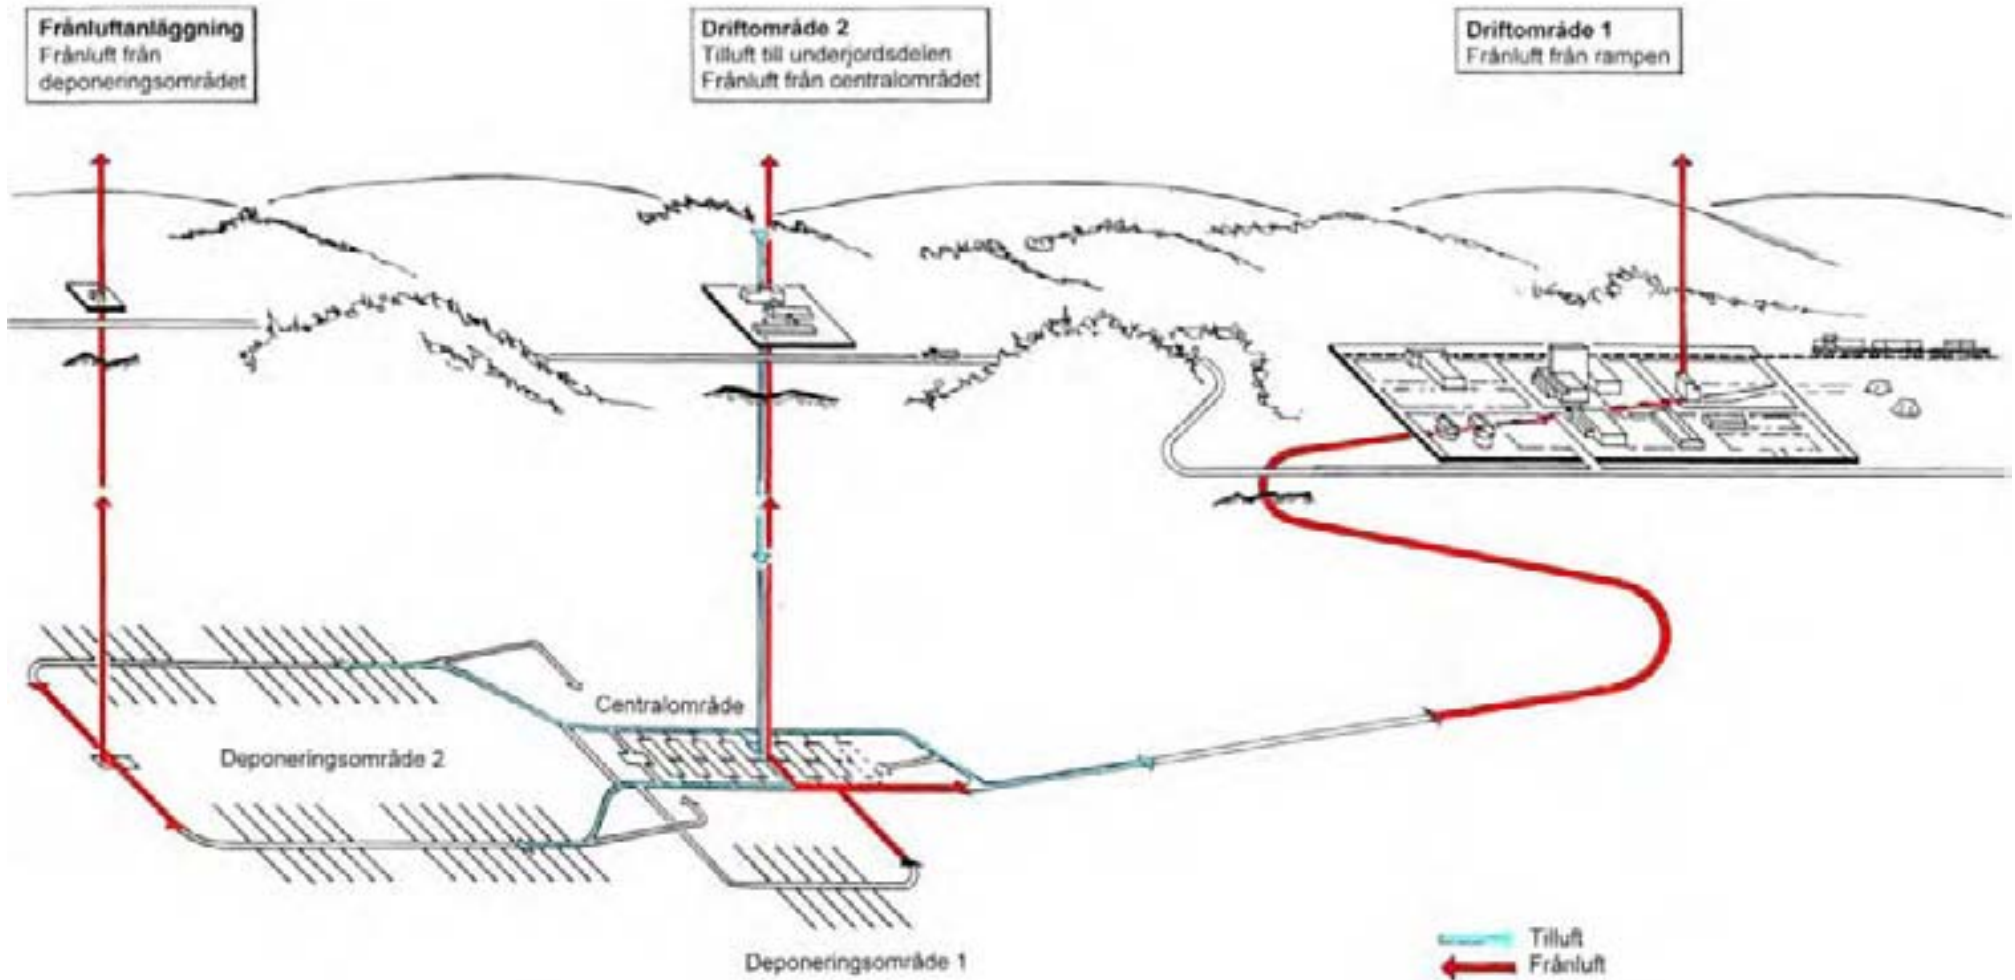 Frånluftanläggning
Frånluft från
deponeringsområdet
Driftområde 2
Tilluft till underjordsdelen
Frånluft från centralområdet
Driftområde 1
Frånluft från rampen
Centralområde
Deponeringsområde 2
Deponeringsområde 1
Tilluft
Frånluft